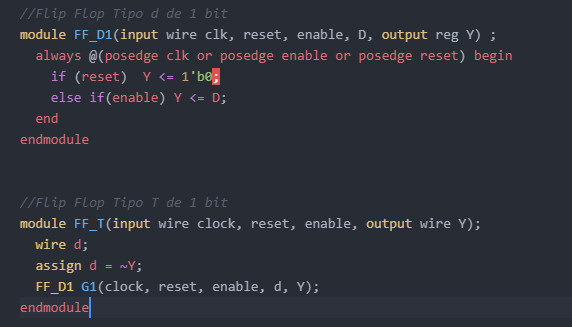 //Flip Flop Tipo d de 1 bit
module FF_D1(input wire clk, reset, enable, D, output reg Y) ;
always @(posedge clk or posedge enable or posedge reset) begin
if (reset)  Y <= 1'b0;
else if(enable) Y <= D;
end
endmodule
//Flip Flop Tipo T de 1 bit
module FF_T(input wire clock, reset, enable, output wire Y);
wire d;
assign d = ~Y;
FF_D1 G1(clock, reset, enable, d, Y);
endmodule